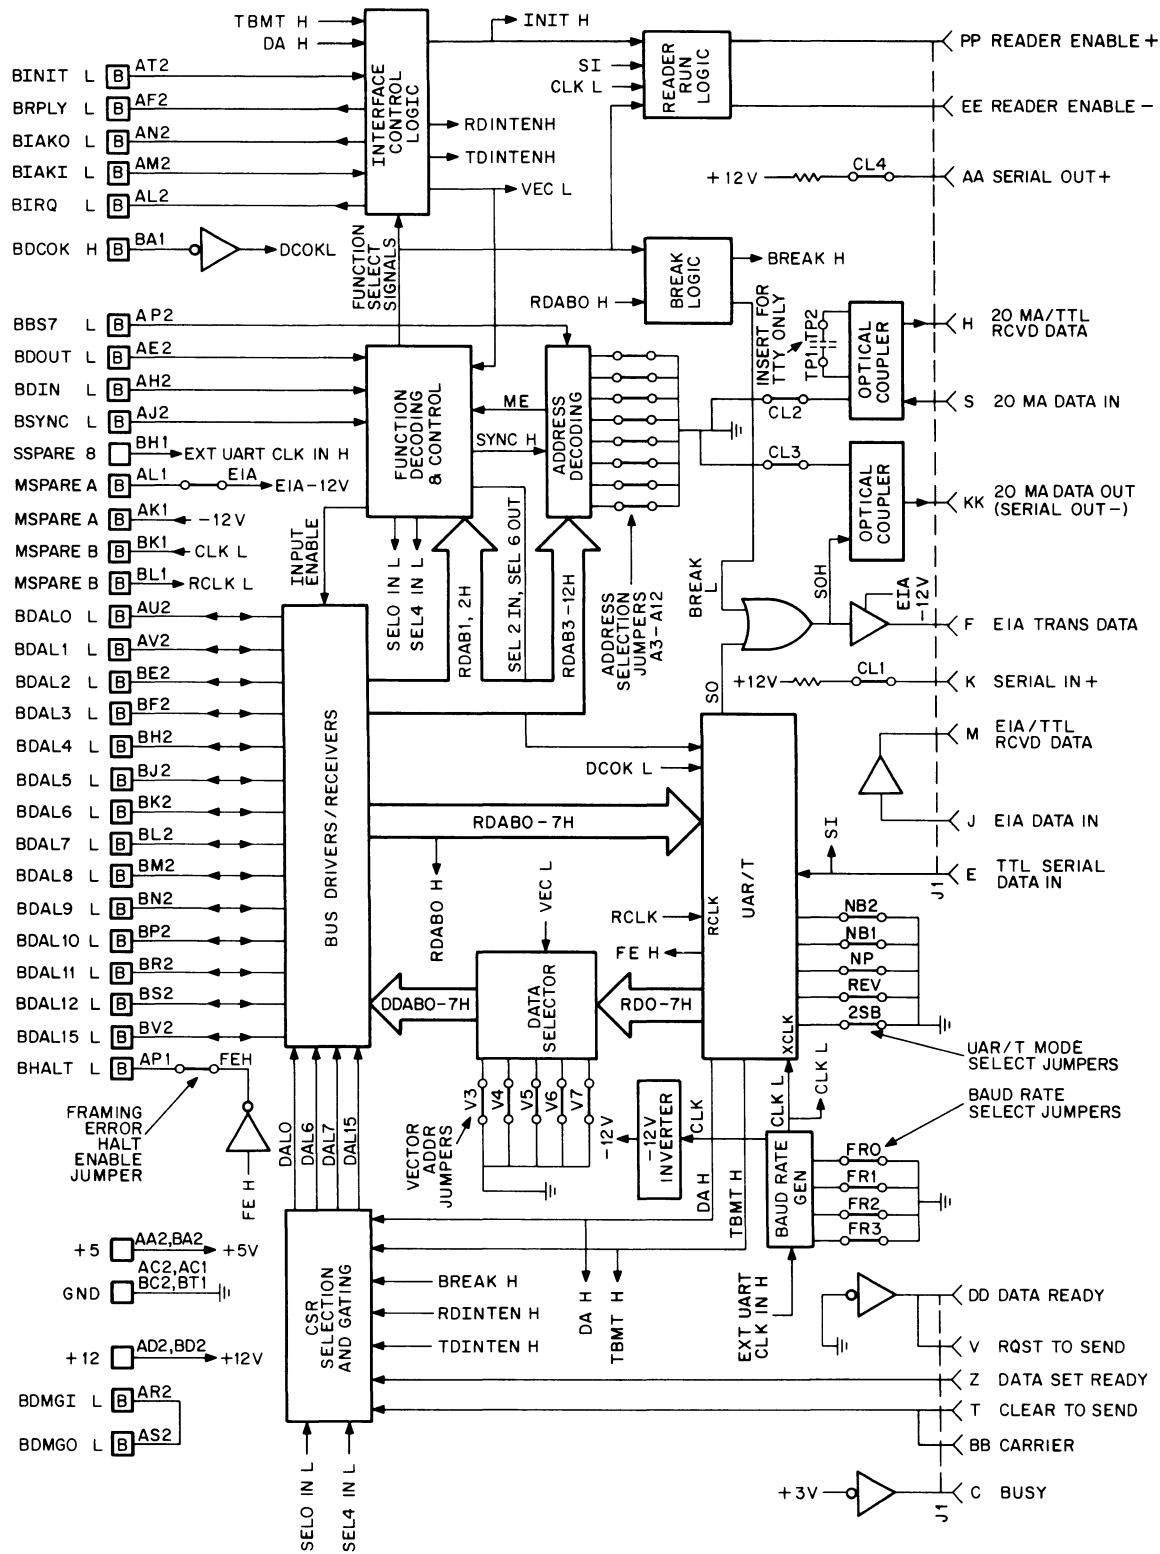 TBMT H
DA H
INIT H
BINIT L B AT2
BRPLY L B AF2
BIAKO L B AN2
BIAKI L B AM2
BIRQ L B AL2
BDCOK H B BA1
DCOKL
INTERFACE
CONTROL
LOGIC
RDINTENH
TDINTENH
VEC L
SI
CLK L
READER
RUN
LOGIC
PP READER ENABLE +
EE READER ENABLE -
+12V
CL4
AA SERIAL OUT +
FUNCTION
SELECT
SIGNALS
BREAK
LOGIC
BREAK H
RDAB0 H
BBS7 L B AP2
BDOUT L B AE2
BDIN L B AH2
BSYNC L B AJ2
SSPARE 8 BH1
EXT UART CLK IN H
MSPARE A B AL1
EIA
EIA-12V
MSPARE A B AK1
-12V
MSPARE B B BK1
CLK L
MSPARE B B BL1
RCLK L
FUNCTION
DECODING
& CONTROL
ME
SYNC H
ADDRESS
DECODING
INSERT FOR
TTY ONLY
TP1
TP2
OPTICAL
COUPLER
H 20 MA/TTL
RCVD DATA
CL2
S 20 MA DATA IN
CL3
OPTICAL
COUPLER
KK 20 MA DATA OUT
(SERIAL OUT-)
INPUT
ENABLE
SEL0 IN L
SEL4 IN L
RDAB1, 2H
SEL 2 IN, SEL 6 OUT
RDAB3-12H
ADDRESS
SELECTION
JUMPERS
A3-A12
BREAK
L
SOH
EIA
-12V
F EIA TRANS DATA
SO
+12V
CL1
K SERIAL IN +
M EIA/TTL
RCVD DATA
J EIA DATA IN
E TTL SERIAL
DATA IN
J1
SI
BDAL0 L B AU2
BDAL1 L B AV2
BDAL2 L B BE2
BDAL3 L B BF2
BDAL4 L B BH2
BDAL5 L B BJ2
BDAL6 L B BK2
BDAL7 L B BL2
BDAL8 L B BM2
BDAL9 L B BN2
BDAL10 L B BP2
BDAL11 L B BR2
BDAL12 L B BS2
BDAL15 L B BV2
BHALT L B AP1
FEH
BUS DRIVERS/RECEIVERS
DCOK L
RDAB0-7H
RDAB0 H
VEC L
RCLK
FE H
RCLK
UAR/T
XCLK
NB2
NB1
NP
REV
2SB
UAR/T MODE
SELECT JUMPERS
DDAB0-7H
DATA
SELECTOR
RD0-7H
V3
V4
V5
V6
V7
VECTOR
ADDR
JUMPERS
FRAMING
ERROR
HALT
ENABLE
JUMPER
FE H
DAL0
DAL6
DAL7
DAL15
-12V
-12V
INVERTER
CLK
CLK L
CLK L
BAUD RATE
SELECT JUMPERS
BAUD RATE
GEN
FR0
FR1
FR2
FR3
DA H
TBMT H
+5 AA2,BA2
+5V
GND AC2,AC1
BC2,BT1
+12 AD2,BD2
+12V
BDMGI L B AR2
BDMGO L B AS2
CSR
SELECTION
AND GATING
BREAK H
RDINTEN H
TDINTEN H
DA H
TBMT H
EXT UART
CLK IN H
DD DATA READY
V RQST TO SEND
Z DATA SET READY
T CLEAR TO SEND
BB CARRIER
+3V
C BUSY
J1
SEL0 IN L
SEL4 IN L